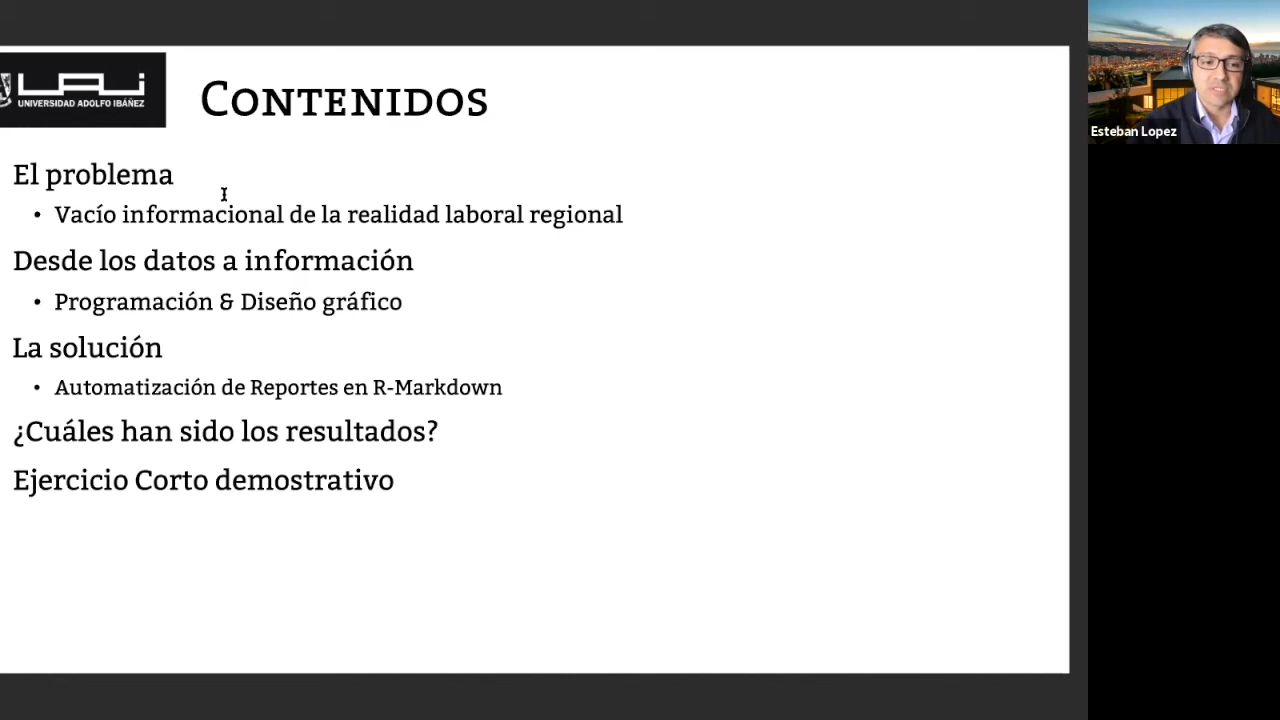 UAI
UNIVERSIDAD ADOLFO IBÁÑEZ
CONTENIDOS
El problema
• Vacío informacional de la realidad laboral regional
Desde los datos a información
• Programación & Diseño gráfico
La solución
• Automatización de Reportes en R-Markdown
¿Cuáles han sido los resultados?
Ejercicio Corto demostrativo
Esteban Lopez